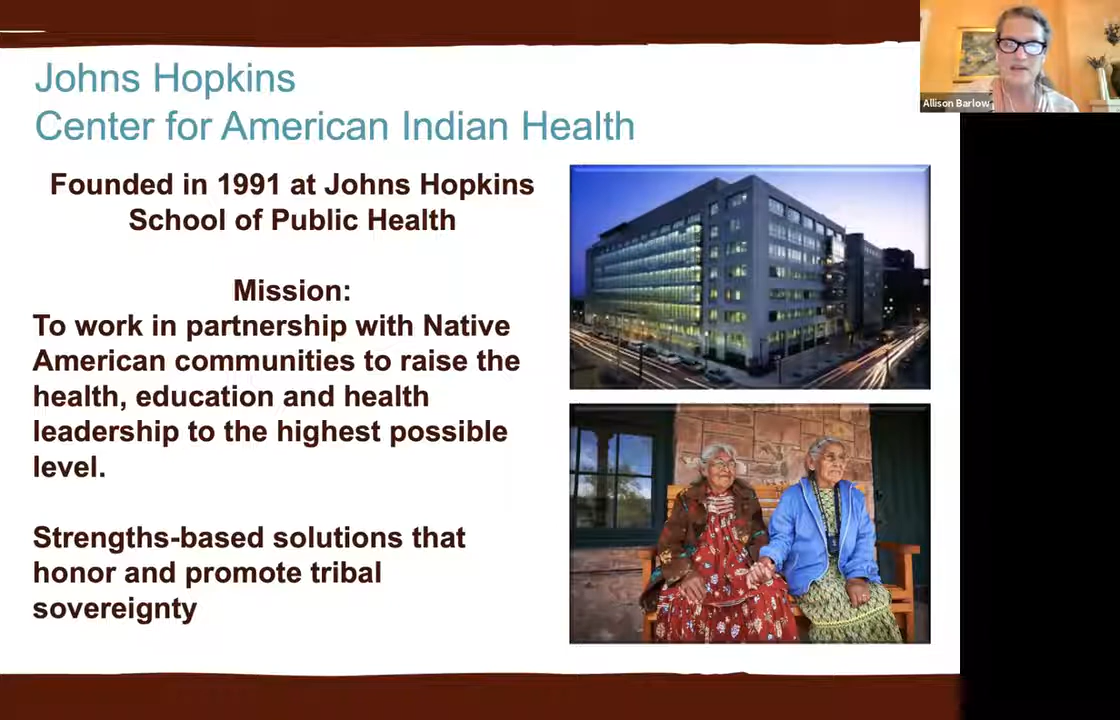 Johns Hopkins
Center for American Indian Health
Founded in 1991 at Johns Hopkins
School of Public Health
Mission:
To work in partnership with Native
American communities to raise the
health, education and health
leadership to the highest possible
level.
Strengths-based solutions that
honor and promote tribal
sovereignty
Allison Barlow